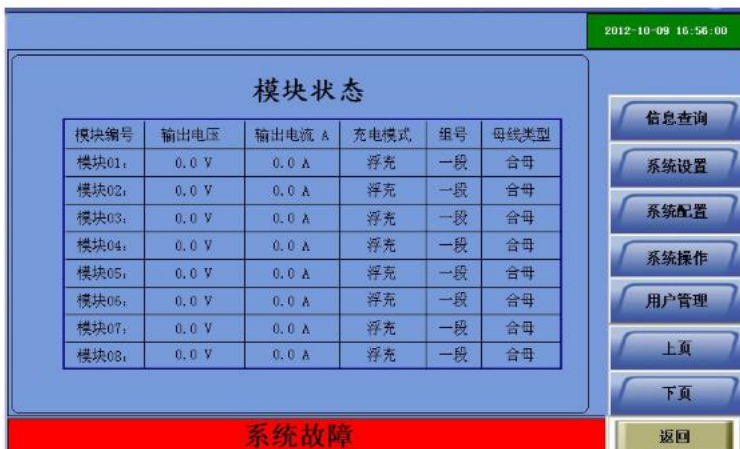 2012-10-09 16:56:00
模块状态
模块编号 输出电压 输出电流 A 充电模式 组号 母线类型
模块01: 0.0 V 0.0 A 浮充 一段 合母
模块02: 0.0 V 0.0 A 浮充 一段 合母
模块03: 0.0 V 0.0 A 浮充 一段 合母
模块04: 0.0 V 0.0 A 浮充 一段 合母
模块05: 0.0 V 0.0 A 浮充 一段 合母
模块06: 0.0 V 0.0 A 浮充 一段 合母
模块07: 0.0 V 0.0 A 浮充 一段 合母
模块08: 0.0 V 0.0 A 浮充 一段 合母
信息查询
系统设置
系统配置
系统操作
用户管理
上页
下页
系统故障
返回